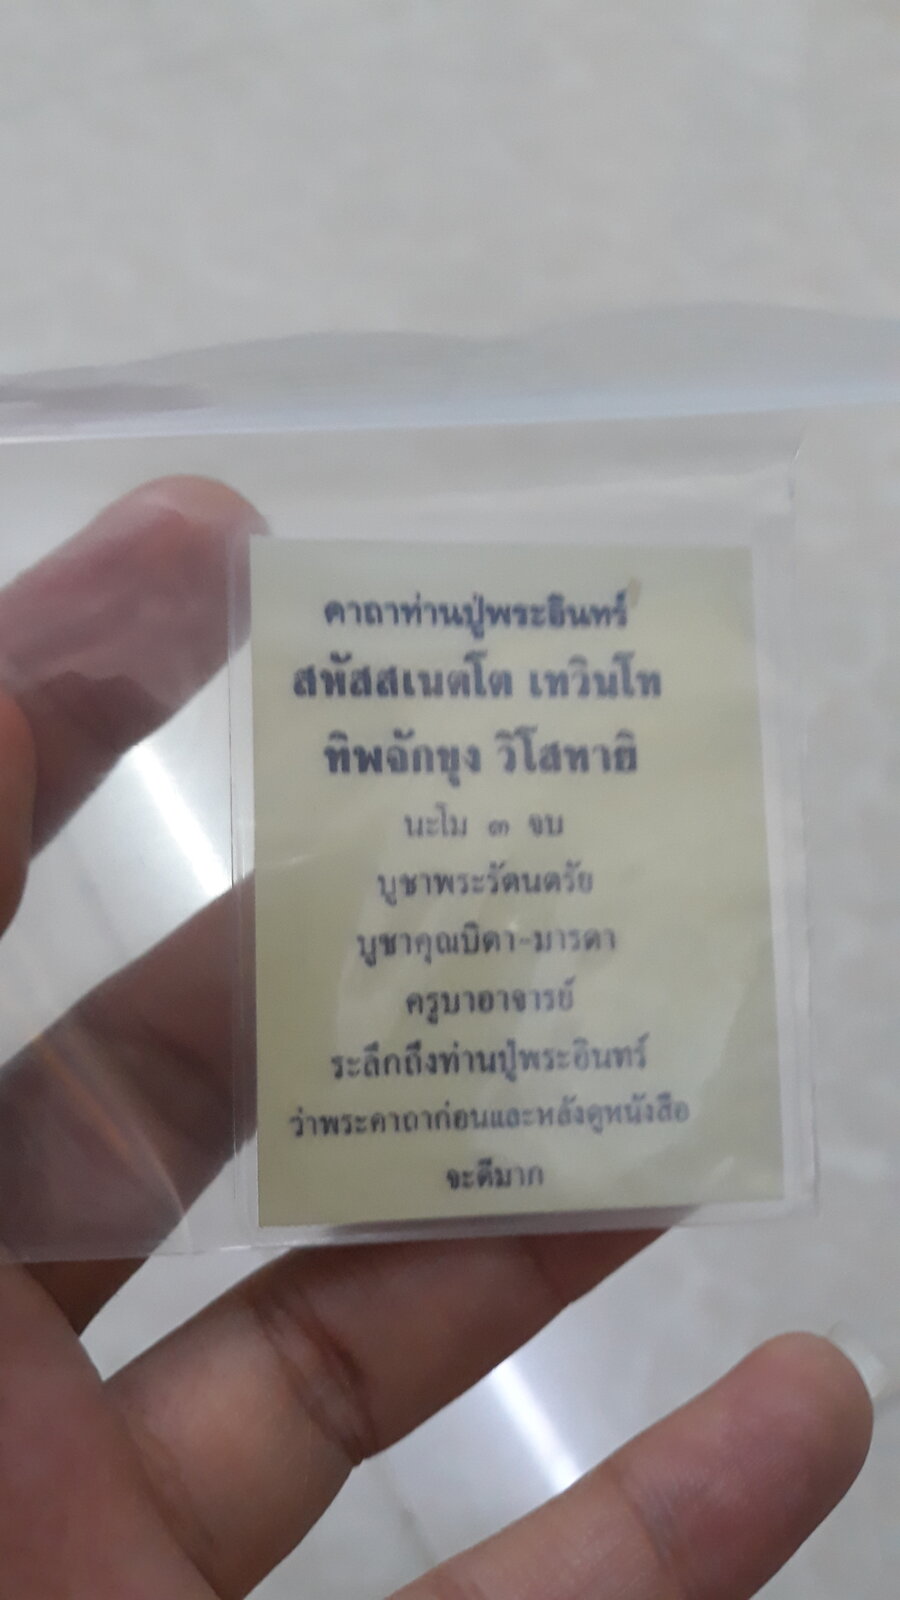 คาถาท่านปู่พระอินทร์
สหัสสเนตโต เทวินโท
ทิพจักขุง วิโสทายิ
นะโม ๓ จบ
บูชาพระรัตนตรัย
บูชาคุณบิดา-มารดา
ครูบาอาจารย์
ระลึกถึงท่านปู่พระอินทร์
ว่าพระคาถาก่อนและหลังดูหนังสือ
จะดีมาก